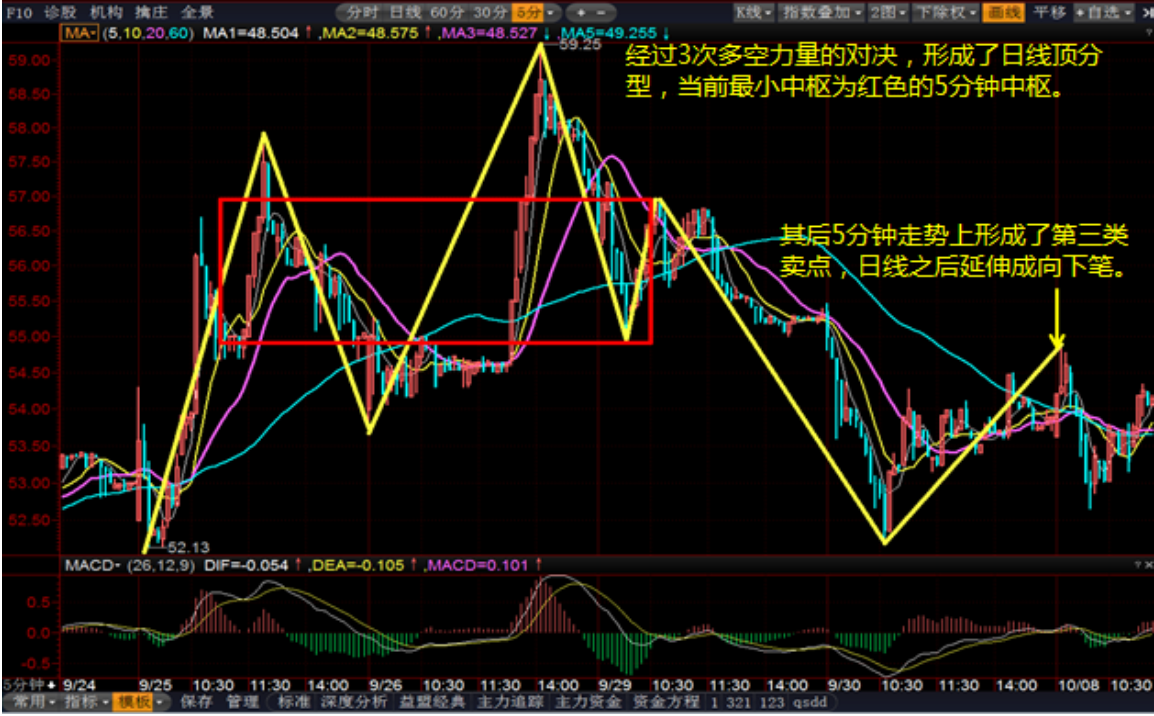 F10 诊股 机构 擒庄 全景 分时 日线 60分 30分 5分 + - K线 指数叠加 2图 下除权 画线 平移 +自选
MA (5,10,20,60) MA1=48.504↑,MA2=48.575↑,MA3=48.527↓,MA5=49.255↓
59.25
经过3次多空力量的对决，形成了日线顶分
型，当前最小中枢为红色的5分钟中枢。
59.00
58.50
58.00
57.50
57.00
56.50
其后5分钟走势上形成了第三类
卖点，日线之后延伸成向下笔。
56.00
55.50
55.00
54.50
54.00
53.50
53.00
52.50
52.13
MACD (26,12,9) DIF=-0.054↑,DEA=-0.105↑,MACD=0.101↑
0.5
0.0
-0.5
5分钟 9/24 9/25 10:30 11:30 14:00 9/26 10:30 11:30 14:00 9/29 10:30 11:30 14:00 9/30 10:30 11:30 14:00 10/08 10:30
常用 指标 模板 保存 管理 标准 深度分析 益盟经典 主力追踪 主力资金 资金方程 1 321 123 qsdd